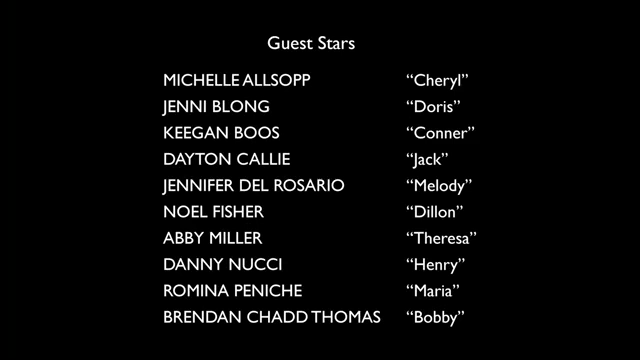 Guest Stars
MICHELLE ALLSOPP “Cheryl”
JENNI BLONG “Doris”
KEEGAN BOOS “Conner”
DAYTON CALLIE “Jack”
JENNIFER DEL ROSARIO “Melody”
NOEL FISHER “Dillon”
ABBY MILLER “Theresa”
DANNY NUCCI “Henry”
ROMINA PENICHE “Maria”
BRENDAN CHADD THOMAS “Bobby”